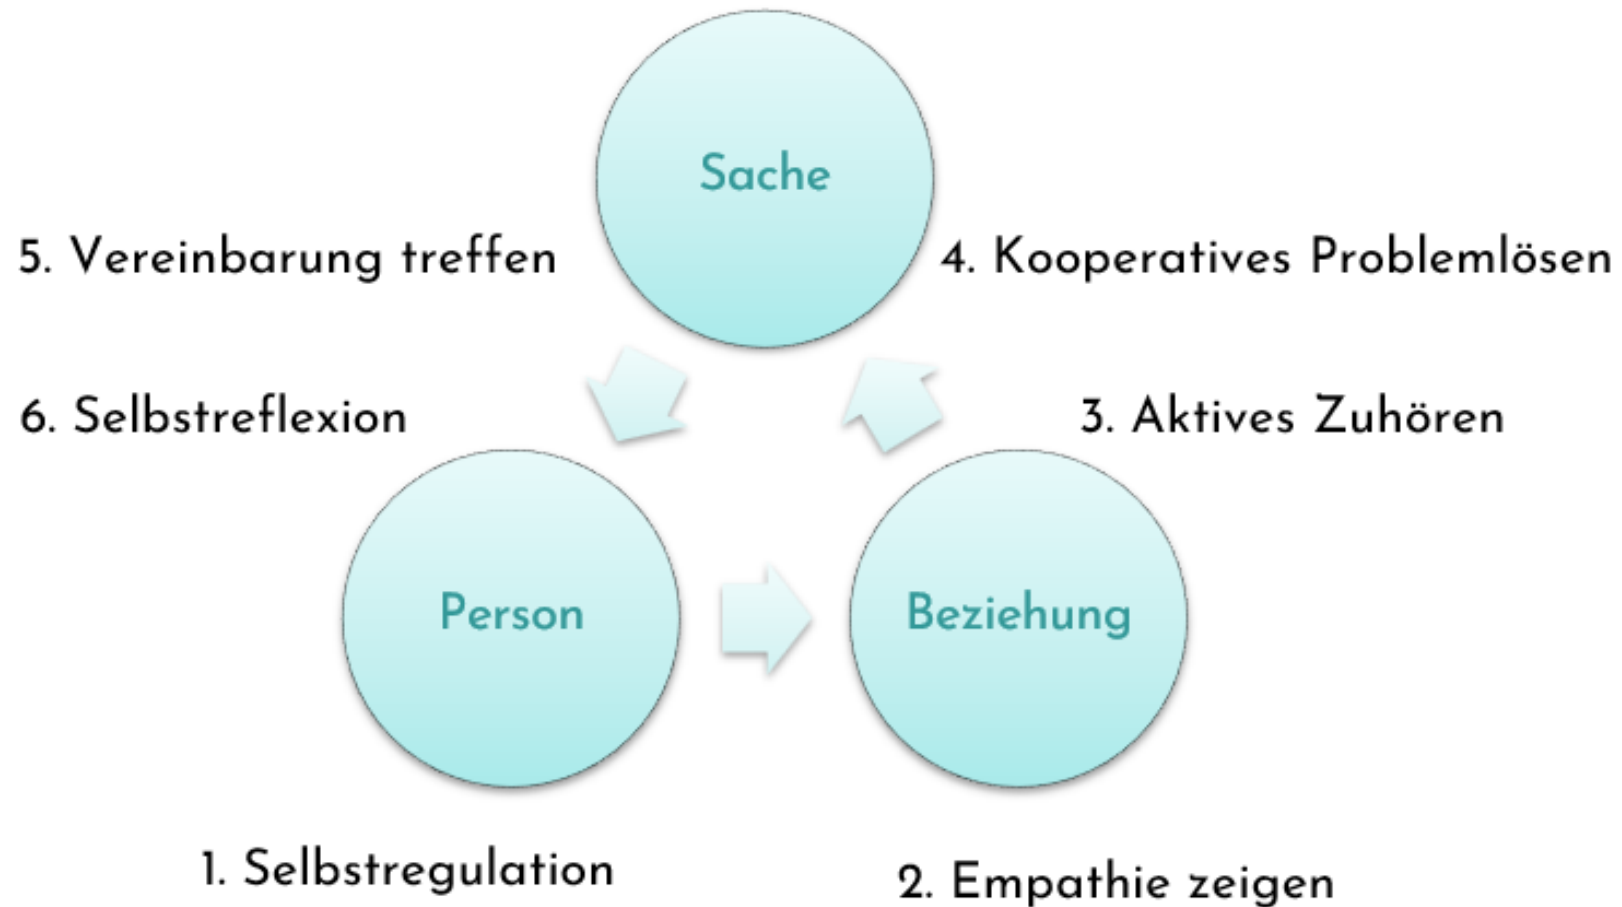 Sache
5. Vereinbarung treffen
4. Kooperatives Problemlösen
6. Selbstreflexion
3. Aktives Zuhören
Person
Beziehung
1. Selbstregulation
2. Empathie zeigen